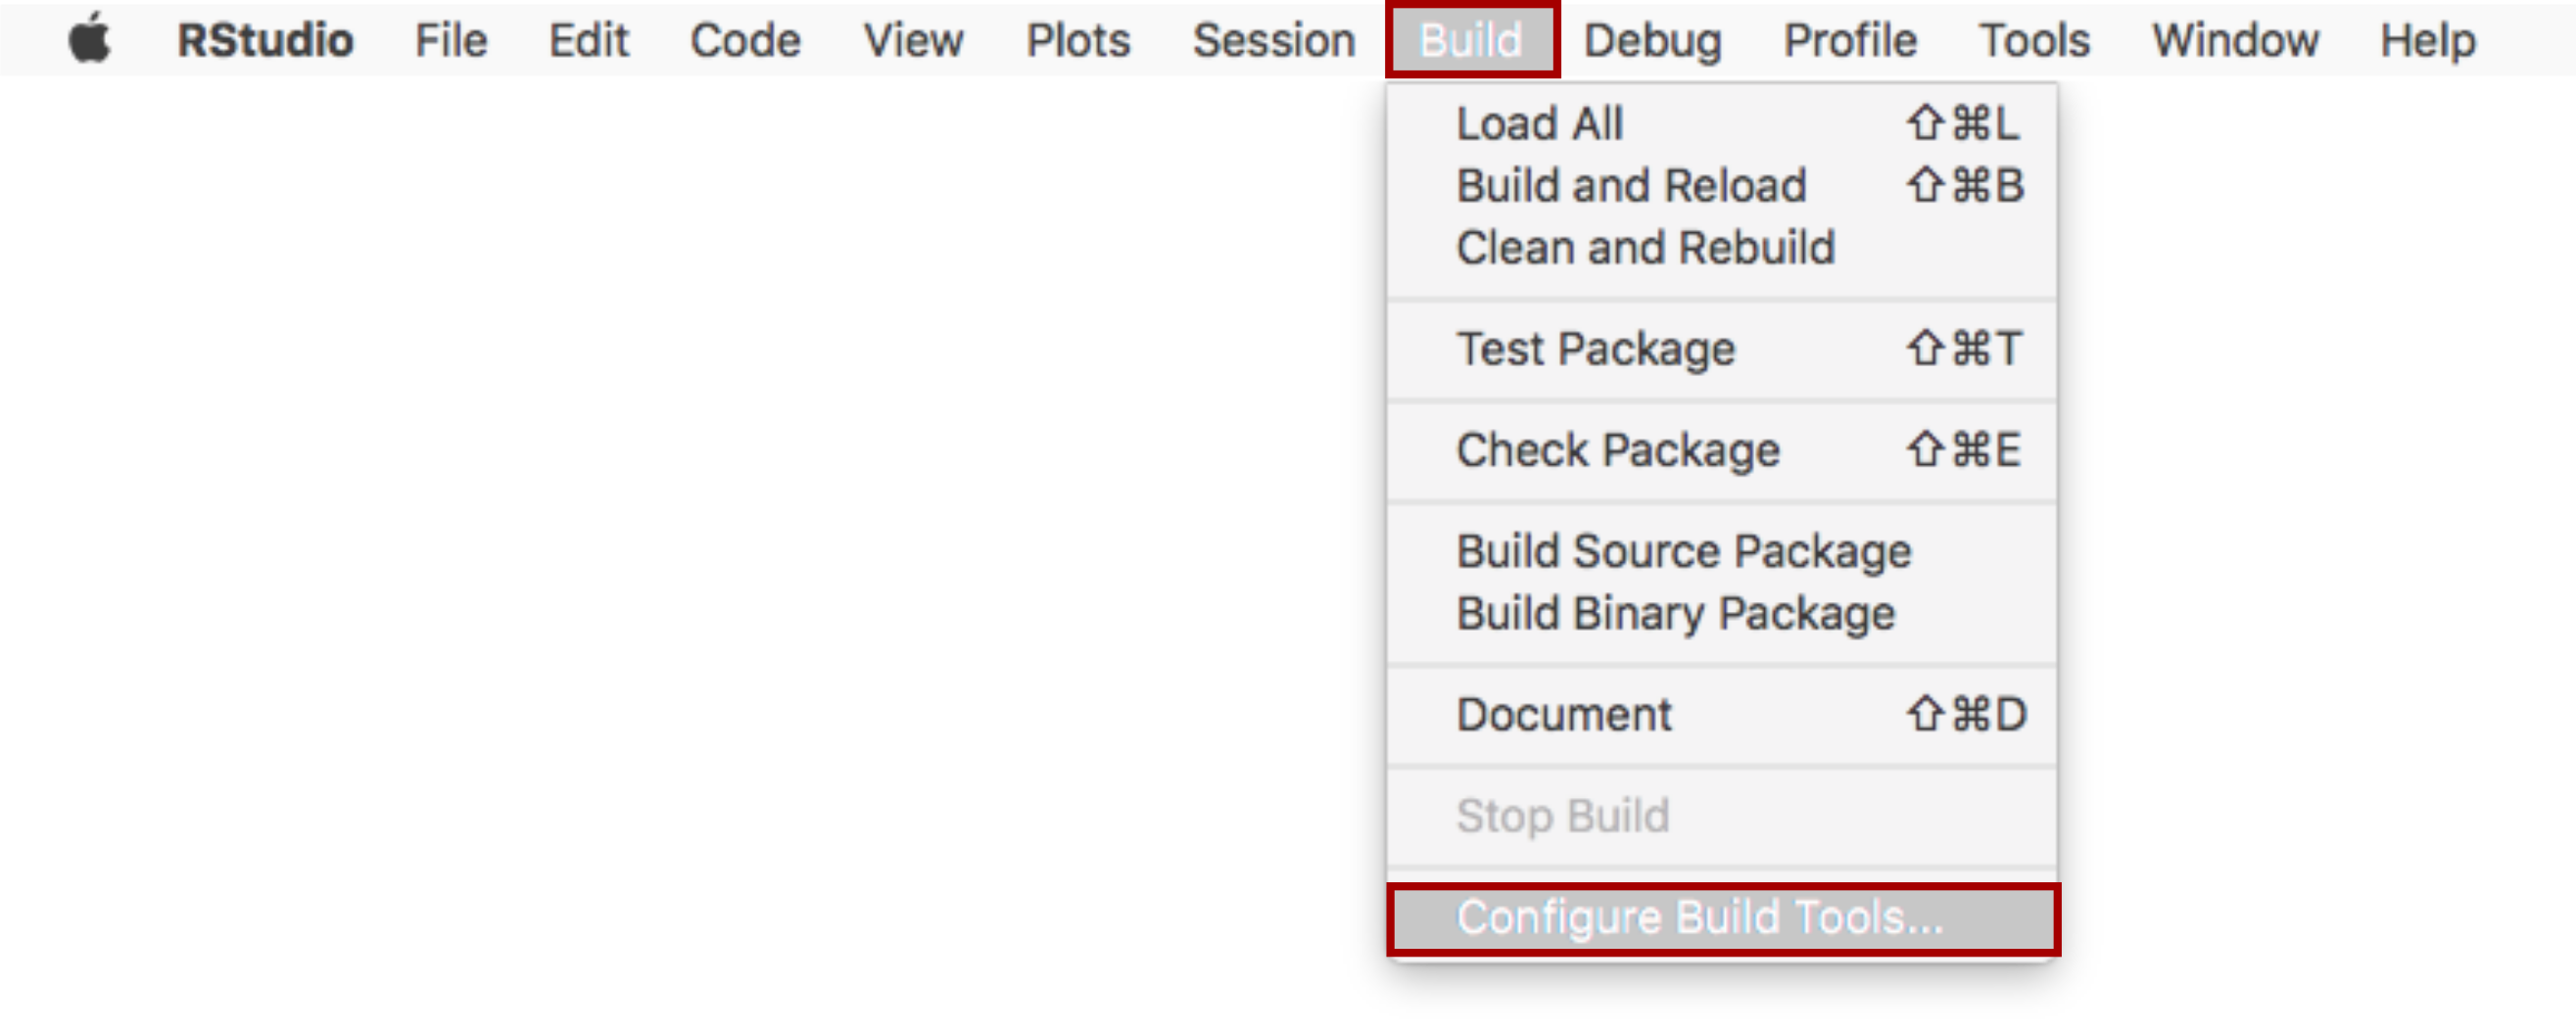 RStudio File Edit Code View Plots Session Build Debug Profile Tools Window Help
Load All ⇧⌘L
Build and Reload ⇧⌘B
Clean and Rebuild
Test Package ⇧⌘T
Check Package ⇧⌘E
Build Source Package
Build Binary Package
Document ⇧⌘D
Stop Build
Configure Build Tools...